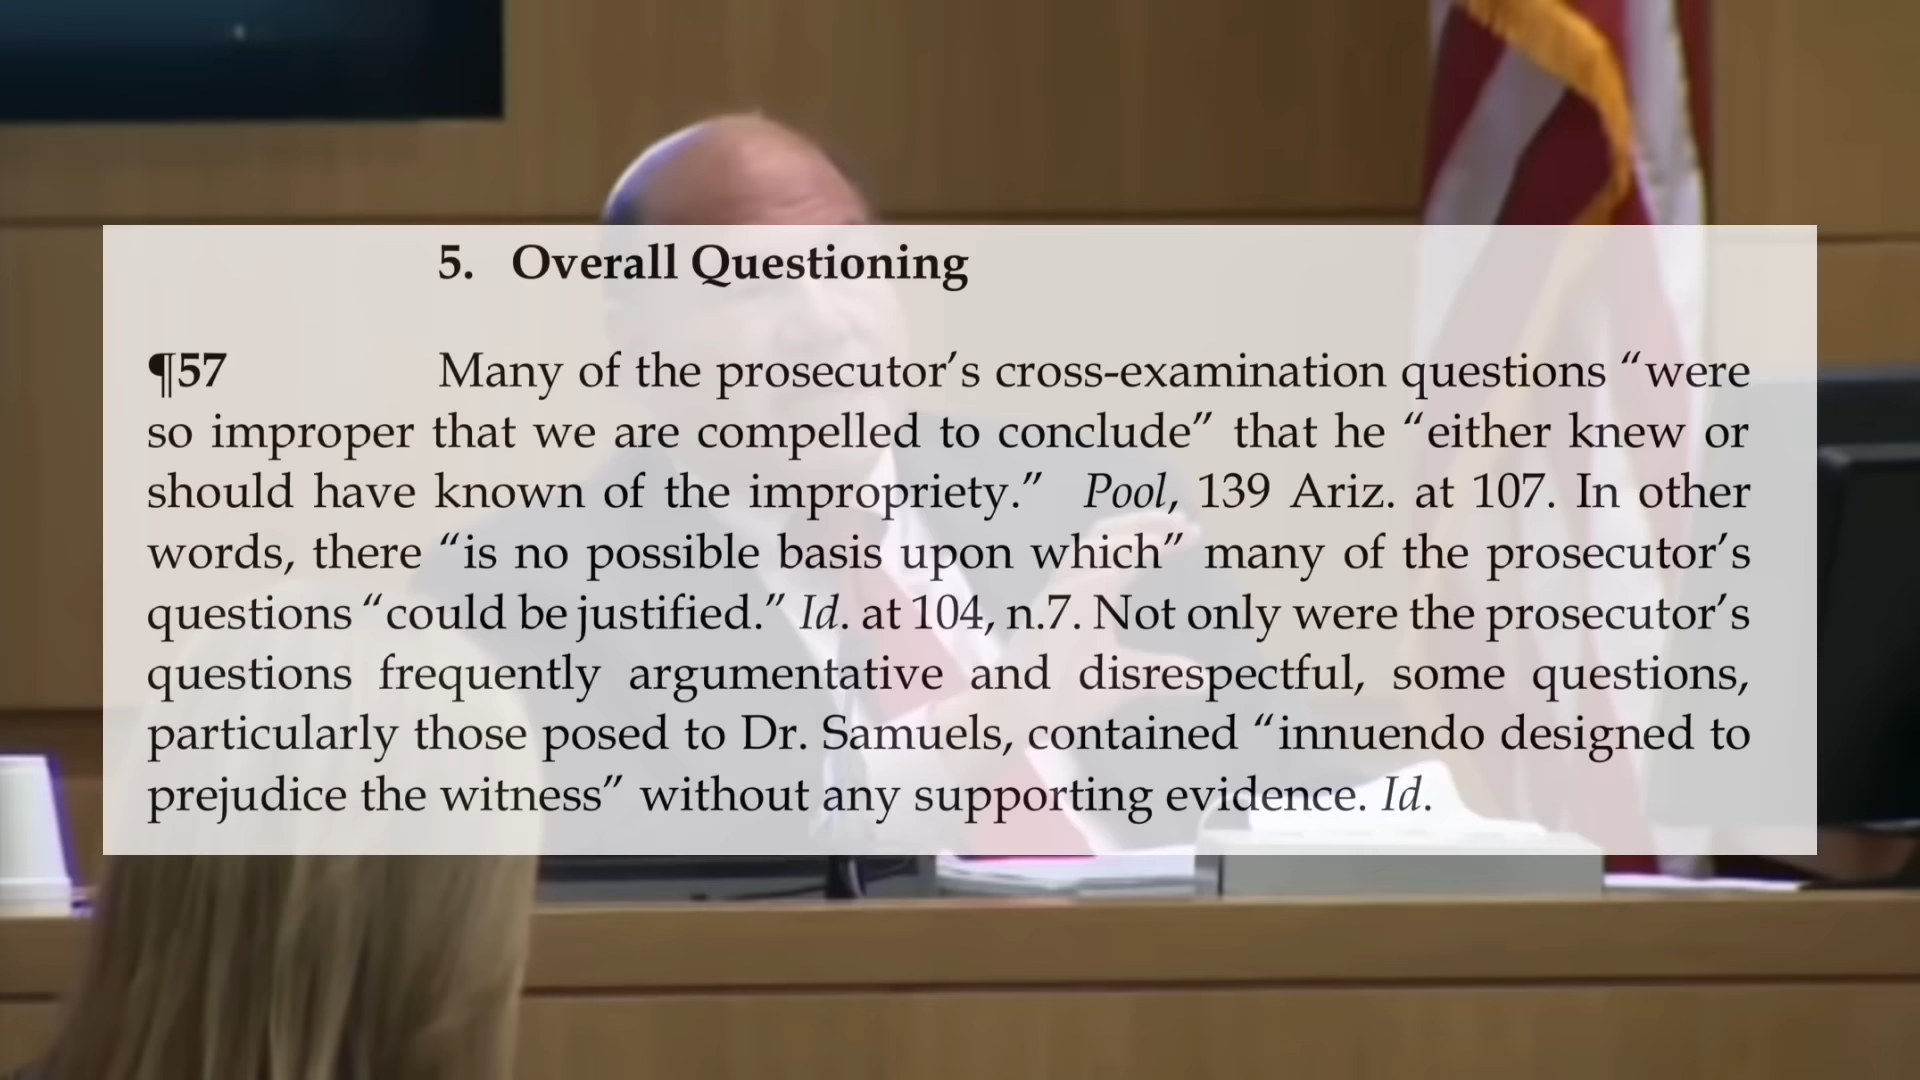 5. Overall Questioning
¶57 Many of the prosecutor’s cross-examination questions “were
so improper that we are compelled to conclude” that he “either knew or
should have known of the impropriety.” Pool, 139 Ariz. at 107. In other
words, there “is no possible basis upon which” many of the prosecutor’s
questions “could be justified.” Id. at 104, n.7. Not only were the prosecutor’s
questions frequently argumentative and disrespectful, some questions,
particularly those posed to Dr. Samuels, contained “innuendo designed to
prejudice the witness” without any supporting evidence. Id.